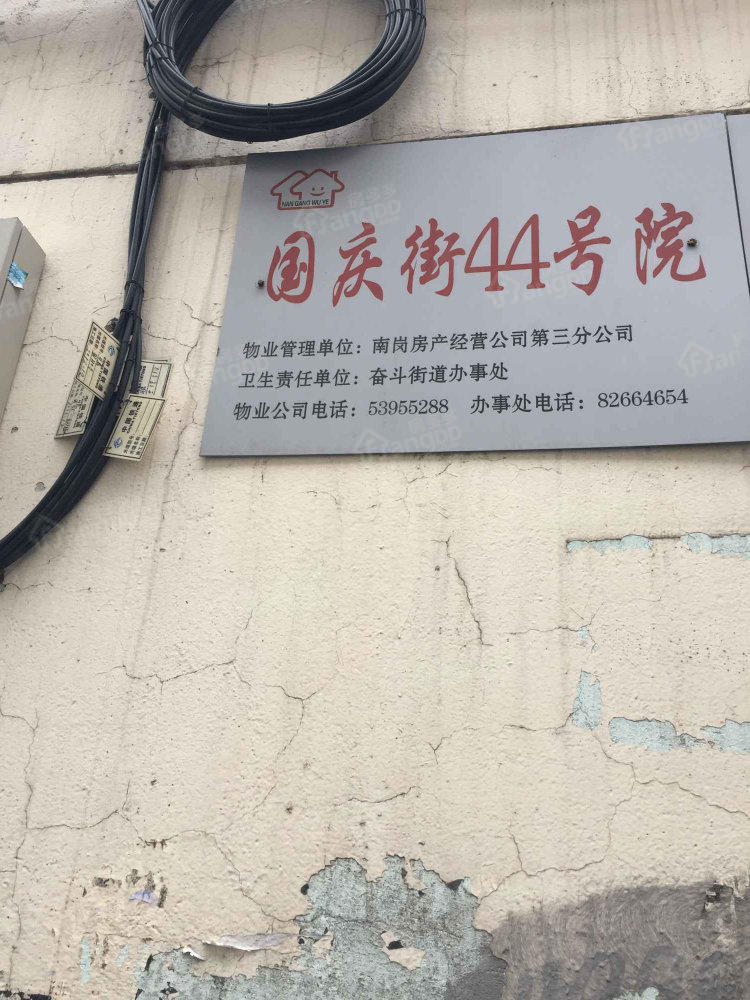 NAN GANG WU YE
国庆街44号院
物业管理单位：南岗房产经营公司第三分公司
卫生责任单位：奋斗街道办事处
物业公司电话：53955288 办事处电话：82664654